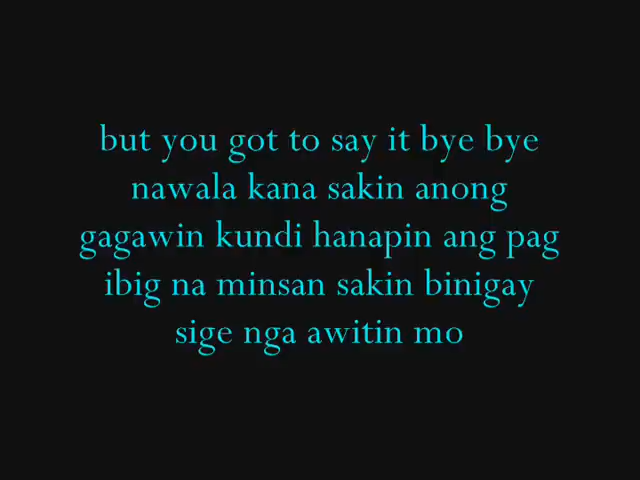 but you got to say it bye bye
nawala kana sakin anong
gagawin kundi hanapin ang pag
ibig na minsan sakin binigay
sige nga awitin mo